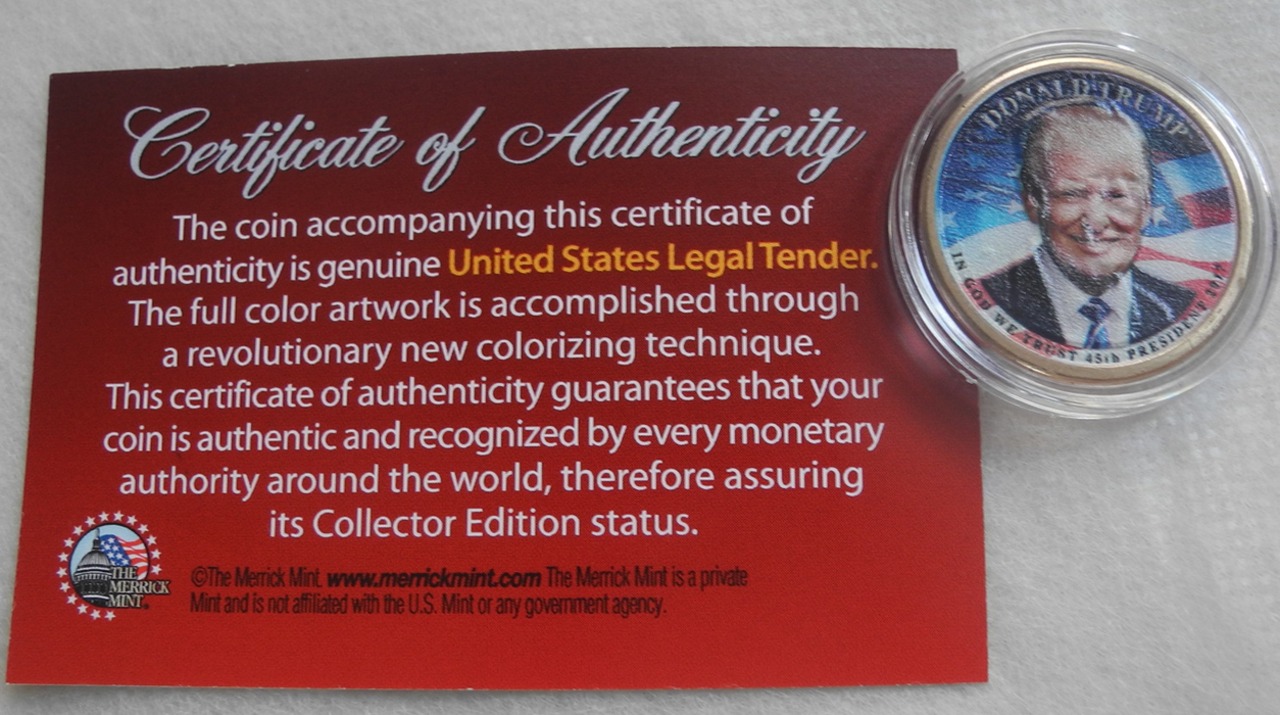 Certificate of Authenticity
The coin accompanying this certificate of
authenticity is genuine United States Legal Tender.
The full color artwork is accomplished through
a revolutionary new colorizing technique.
This certificate of authenticity guarantees that your
coin is authentic and recognized by every monetary
authority around the world, therefore assuring
its Collector Edition status.
©The Merrick Mint. www.merrickmint.com The Merrick Mint is a private
Mint and is not affiliated with the U.S. Mint or any government agency.
THE
MERRICK
MINT
DONALD TRUMP
IN GOD WE TRUST 45th PRESIDENT 2017